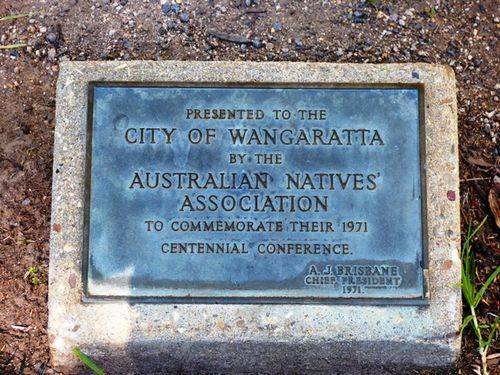 PRESENTED TO THE
CITY OF WANGARATTA
BY THE
AUSTRALIAN NATIVES'
ASSOCIATION
TO COMMEMORATE THEIR 1971
CENTENNIAL CONFERENCE.
A. J. BRISBANE
CHIEF PRESIDENT
1971.